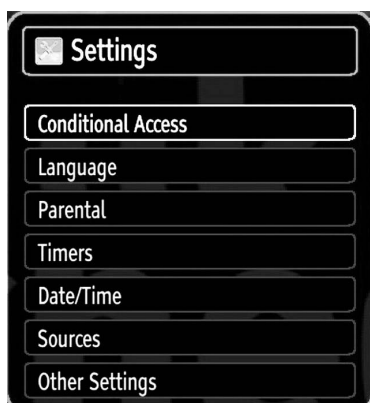 Settings
Conditional Access
Language
Parental
Timers
Date/Time
Sources
Other Settings